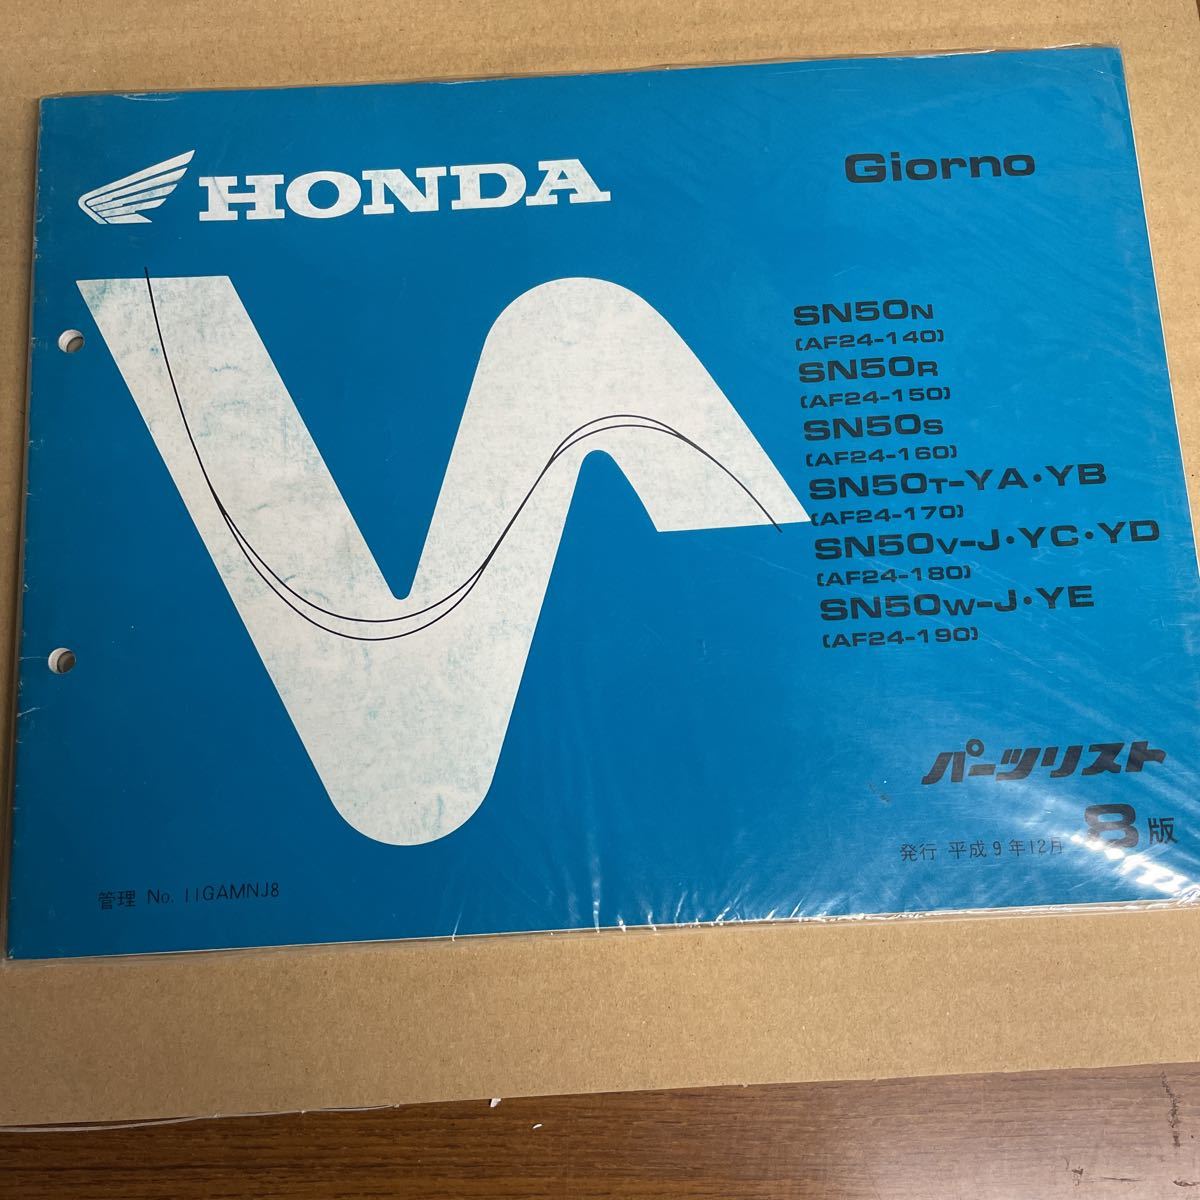 HONDA
Giorno
SN50N
(AF24-140)
SN50R
(AF24-150)
SN50S
(AF24-160)
SN50T-YA・YB
(AF24-170)
SN50V-J・YC・YD
(AF24-180)
SN50W-J・YE
(AF24-190)
パーツリスト
8版
発行 平成9年12月
管理 No. 11GAMNJ8